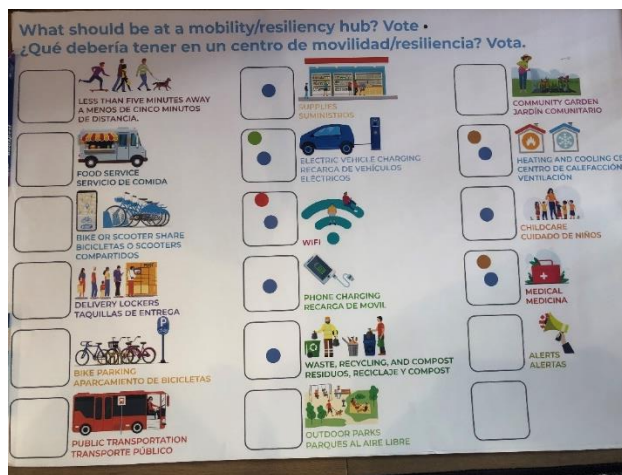 What should be at a mobility/resiliency hub? Vote •
¿Qué debería tener en un centro de movilidad/resiliencia? Vota.
LESS THAN FIVE MINUTES AWAY
A MENOS DE CINCO MINUTOS
DE DISTANCIA.
FOOD SERVICE
SERVICIO DE COMIDA
BIKE OR SCOOTER SHARE
BICICLETAS O SCOOTERS
COMPARTIDOS
DELIVERY LOCKERS
TAQUILLAS DE ENTREGA
P
BIKE PARKING
APARCAMIENTO DE BICICLETAS
PUBLIC TRANSPORTATION
TRANSPORTE PÚBLICO
SUPPLIES
SUMINISTROS
ELECTRIC VEHICLE CHARGING
RECARGA DE VEHÍCULOS
ELÉCTRICOS
WIFI
PHONE CHARGING
RECARGA DE MOVIL
WASTE, RECYCLING, AND COMPOST
RESIDUOS, RECICLAJE Y COMPOST
OUTDOOR PARKS
PARQUES AL AIRE LIBRE
COMMUNITY GARDEN
JARDÍN COMUNITARIO
HEATING AND COOLING CE
CENTRO DE CALEFACCIÓ
VENTILACIÓN
CHILDCARE
CUIDADO DE NIÑOS
MEDICAL
MEDICINA
ALERTS
ALERTAS